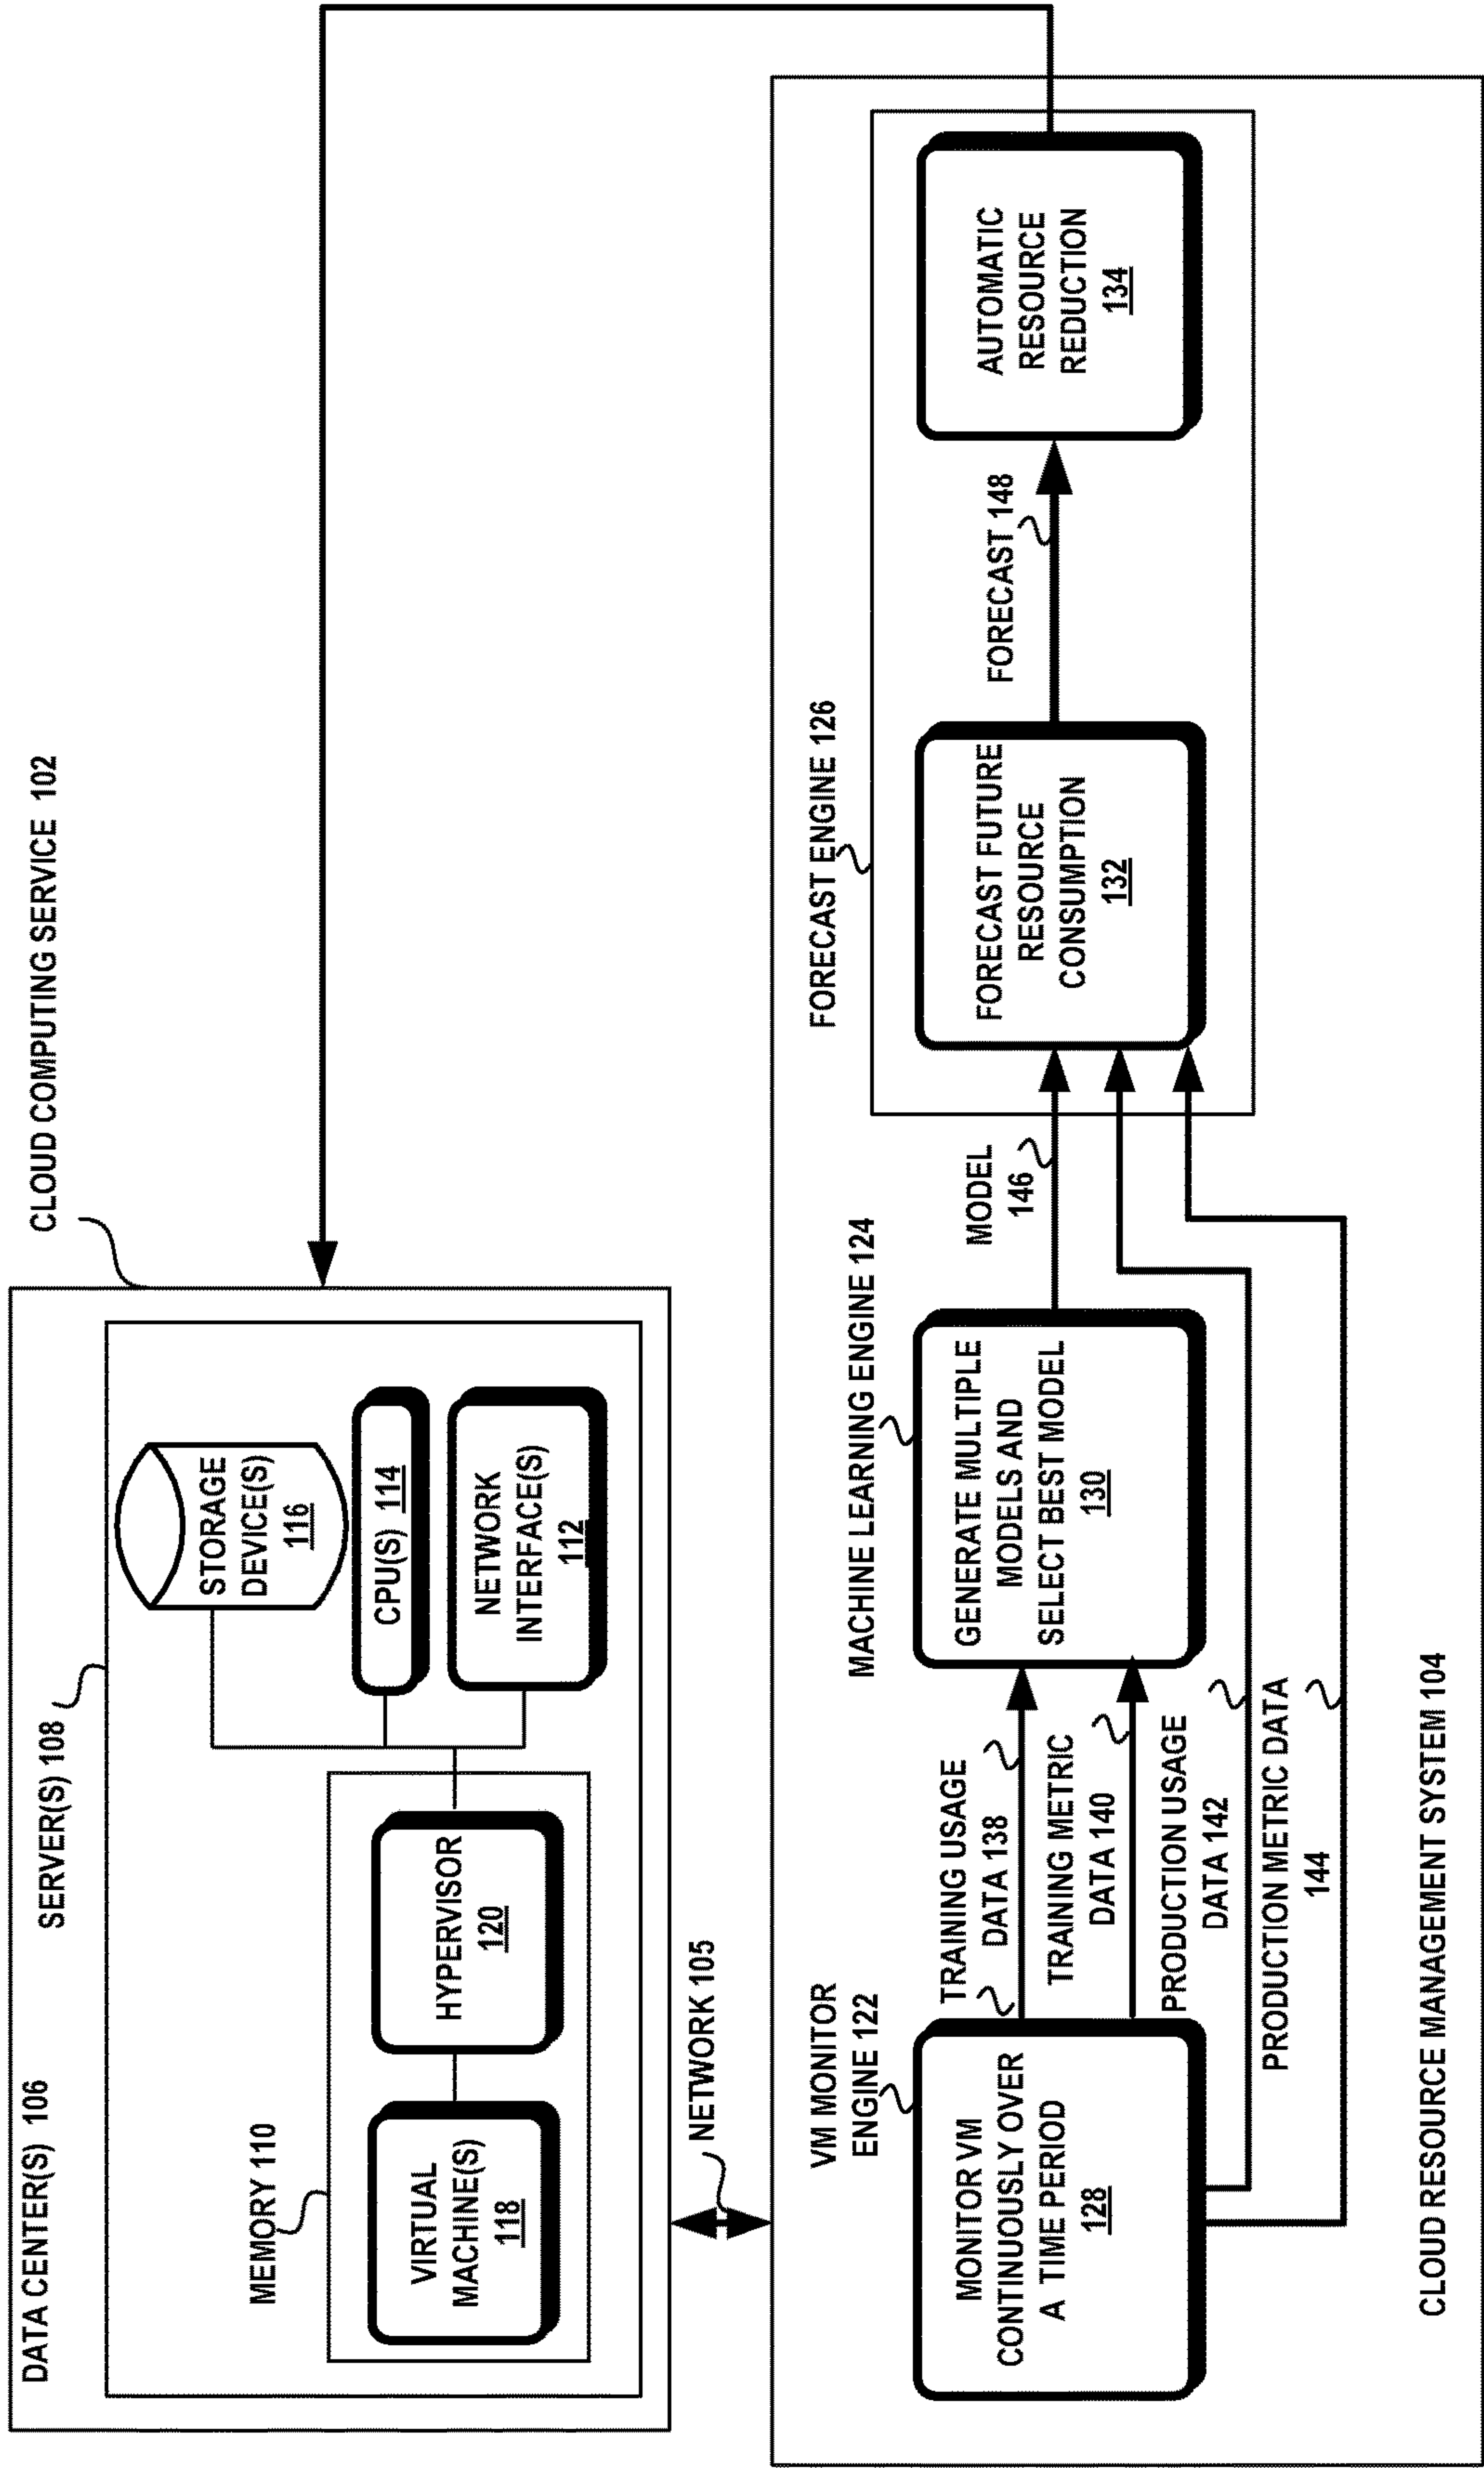 CLOUD COMPUTING SERVICE 102
DATA CENTER(S) 106
SERVER(S) 108
MEMORY 110
VIRTUAL
MACHINE(S)
118
HYPERVISOR
120
STORAGE
DEVICE(S)
116
CPU(S) 114
NETWORK
INTERFACE(S)
112
NETWORK 105
VM MONITOR
ENGINE 122
MONITOR VM
CONTINUOUSLY OVER
A TIME PERIOD
128
TRAINING USAGE
DATA 138
TRAINING METRIC
DATA 140
PRODUCTION USAGE
DATA 142
PRODUCTION METRIC DATA
144
MACHINE LEARNING ENGINE 124
GENERATE MULTIPLE
MODELS AND
SELECT BEST MODEL
130
MODEL
146
FORECAST ENGINE 126
FORECAST FUTURE
RESOURCE
CONSUMPTION
132
FORECAST 148
AUTOMATIC
RESOURCE
REDUCTION
134
CLOUD RESOURCE MANAGEMENT SYSTEM 104